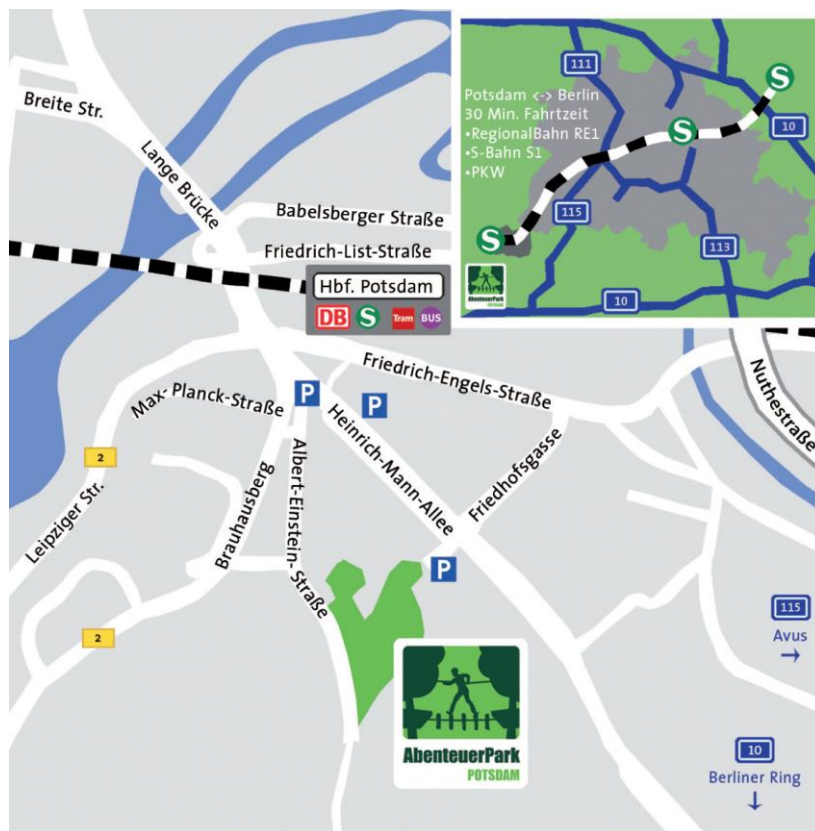 Breite Str.
Lange Brücke
Babelsberger Straße
Friedrich-List-Straße
Hbf. Potsdam
DB
S
Tram
BUS
111
Potsdam <-> Berlin
30 Min. Fahrtzeit
•RegionalBahn RE1
•S-Bahn S1
•PKW
S
S
10
115
S
113
AbenteuerPark
POTSDAM
10
Friedrich-Engels-Straße
Nuthestraße
Max-Planck-Straße
P
P
Heinrich-Mann-Allee
Albert-Einstein-Straße
Friedhofsgasse
2
Leipziger Str.
Brauhausberg
P
2
115
Avus
→
AbenteuerPark
POTSDAM
10
Berliner Ring
↓